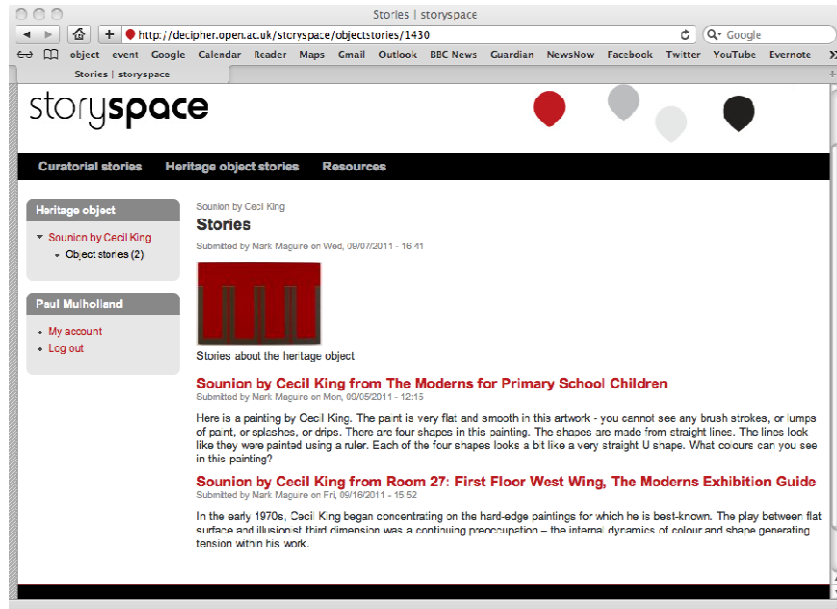 Stories | storyspace
http://decipher.open.ac.uk/storyspace/objectstories/1430
Google
object event Google Calendar Reader Maps Gmail Outlook BBC News Guardian NewsNow Facebook Twitter YouTube Evernote
Stories | storyspace
storyspace
Curatorial stories Heritage object stories Resources
Heritage object
Sounion by Cecil King
Object stories (2)
Paul Mulholland
My account
Log out
Sounion by Cecil King
Stories
Submitted by Mark Maguire on Wed, 09/07/2011 - 16:41
Stories about the heritage object
Sounion by Cecil King from The Moderns for Primary School Children
Submitted by Mark Maguire on Mon, 09/05/2011 - 12:15
Here is a painting by Cecil King. The paint is very flat and smooth in this artwork - you cannot see any brush strokes, or lumps
of paint, or splashes, or drips. There are four shapes in this painting. The shapes are made from straight lines. The lines look
like they were painted using a ruler. Each of the four shapes looks a bit like a very straight U shape. What colours can you see
in this painting?
Sounion by Cecil King from Room 27: First Floor West Wing, The Moderns Exhibition Guide
Submitted by Mark Maguire on Fri, 09/16/2011 - 15:52
In the early 1970s, Cecil King began concentrating on the hard-edge paintings for which he is best-known. The play between flat
surface and illusionist third dimension was a continuing preoccupation – the internal dynamics of colour and shape generating
tension within his work.